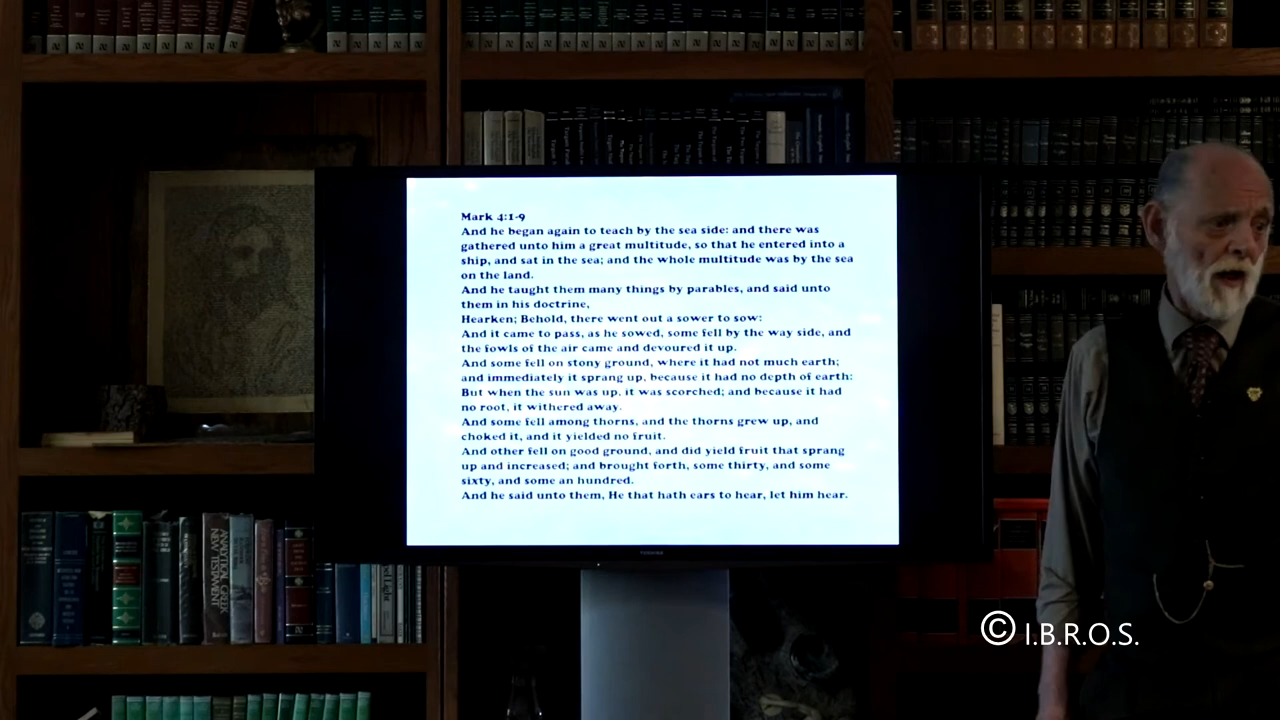 Mark 4:1-9
And he began again to teach by the sea side: and there was
gathered unto him a great multitude, so that he entered into a
ship, and sat in the sea; and the whole multitude was by the sea
on the land.
And he taught them many things by parables, and said unto
them in his doctrine,
Hearken; Behold, there went out a sower to sow:
And it came to pass, as he sowed, some fell by the way side, and
the fowls of the air came and devoured it up.
And some fell on stony ground, where it had not much earth;
and immediately it sprang up, because it had no depth of earth:
But when the sun was up, it was scorched; and because it had
no root, it withered away.
And some fell among thorns, and the thorns grew up, and
choked it, and it yielded no fruit.
And other fell on good ground, and did yield fruit that sprang
up and increased; and brought forth, some thirty, and some
sixty, and some an hundred.
And he said unto them, He that hath ears to hear, let him hear.
TOSHIBA
ANALYTICAL GREEK
NEW TESTAMENT
© I.B.R.O.S.